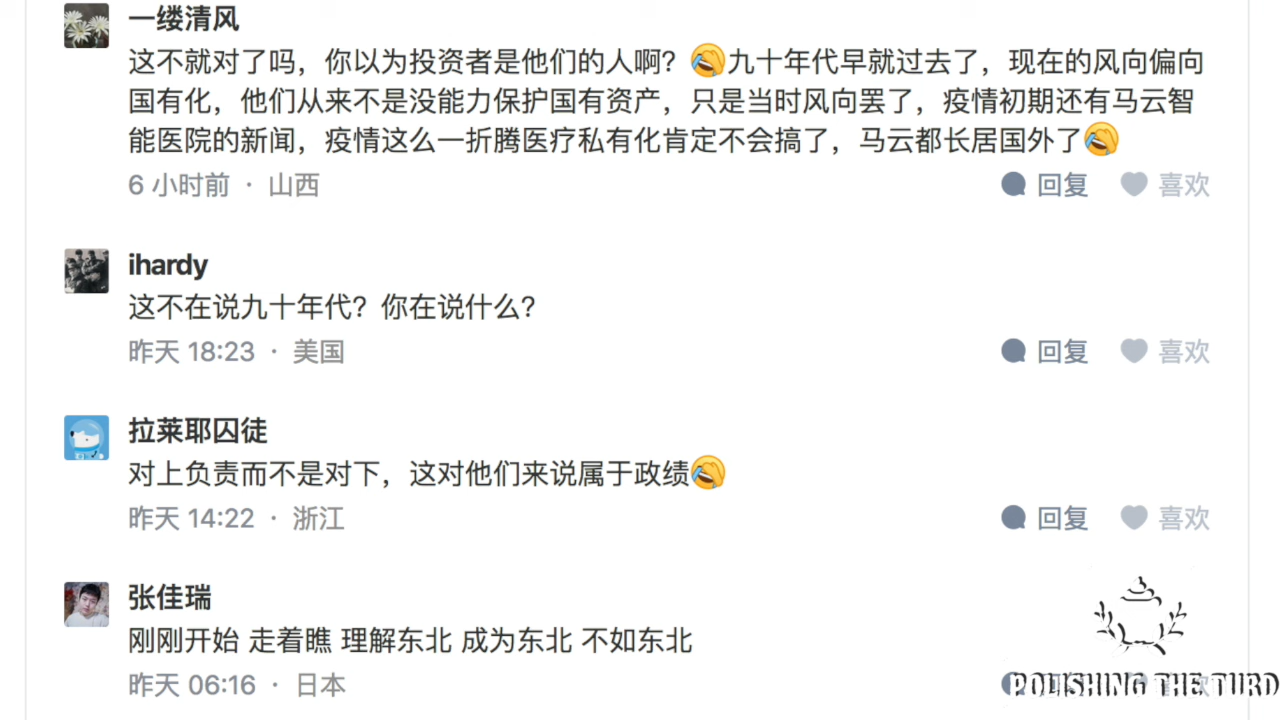 一缕清风
这不就对了吗，你以为投资者是他们的人啊？🤣九十年代早就过去了，现在的风向偏向
国有化，他们从来不是没能力保护国有资产，只是当时风向罢了，疫情初期还有马云智
能医院的新闻，疫情这么一折腾医疗私有化肯定不会搞了，马云都长居国外了🤣
6 小时前 · 山西
回复 喜欢
ihardy
这不在说九十年代？你在说什么？
昨天 18:23 · 美国
回复 喜欢
拉莱耶囚徒
对上负责而不是对下，这对他们来说属于政绩🤣
昨天 14:22 · 浙江
回复 喜欢
张佳瑞
刚刚开始 走着瞧 理解东北 成为东北 不如东北
昨天 06:16 · 日本
POLISHING THE TURD